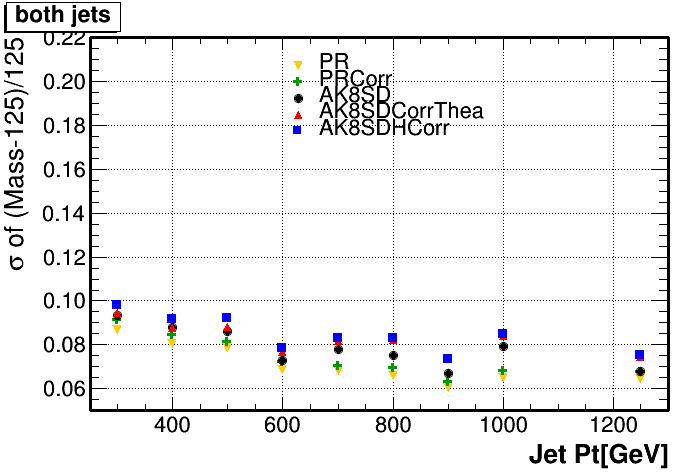 both jets
σ of (Mass-125)/125
0.22
0.20
0.18
0.16
0.14
0.12
0.10
0.08
0.06
PR
PRCorr
AK8SD
AK8SDCorrThea
AK8SDHCorr
400 600 800 1000 1200
Jet Pt[GeV]